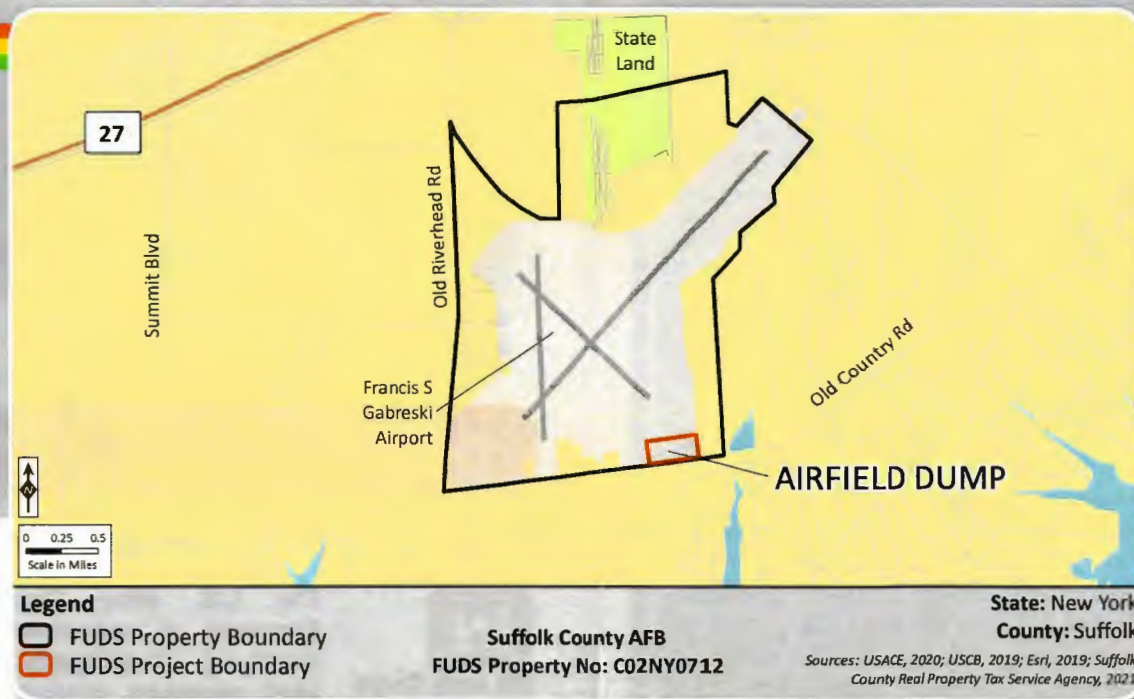 State
Land
27
Old Riverhead Rd
Summit Blvd
Old Country Rd
Francis S
Gabreski
Airport
AIRFIELD DUMP
N
0 0.25 0.5
Scale in Miles
Legend
FUDS Property Boundary
FUDS Project Boundary
Suffolk County AFB
FUDS Property No: C02NY0712
State: New York
County: Suffolk
Sources: USACE, 2020; USCB, 2019; Esri, 2019; Suffolk
County Real Property Tax Service Agency, 2021